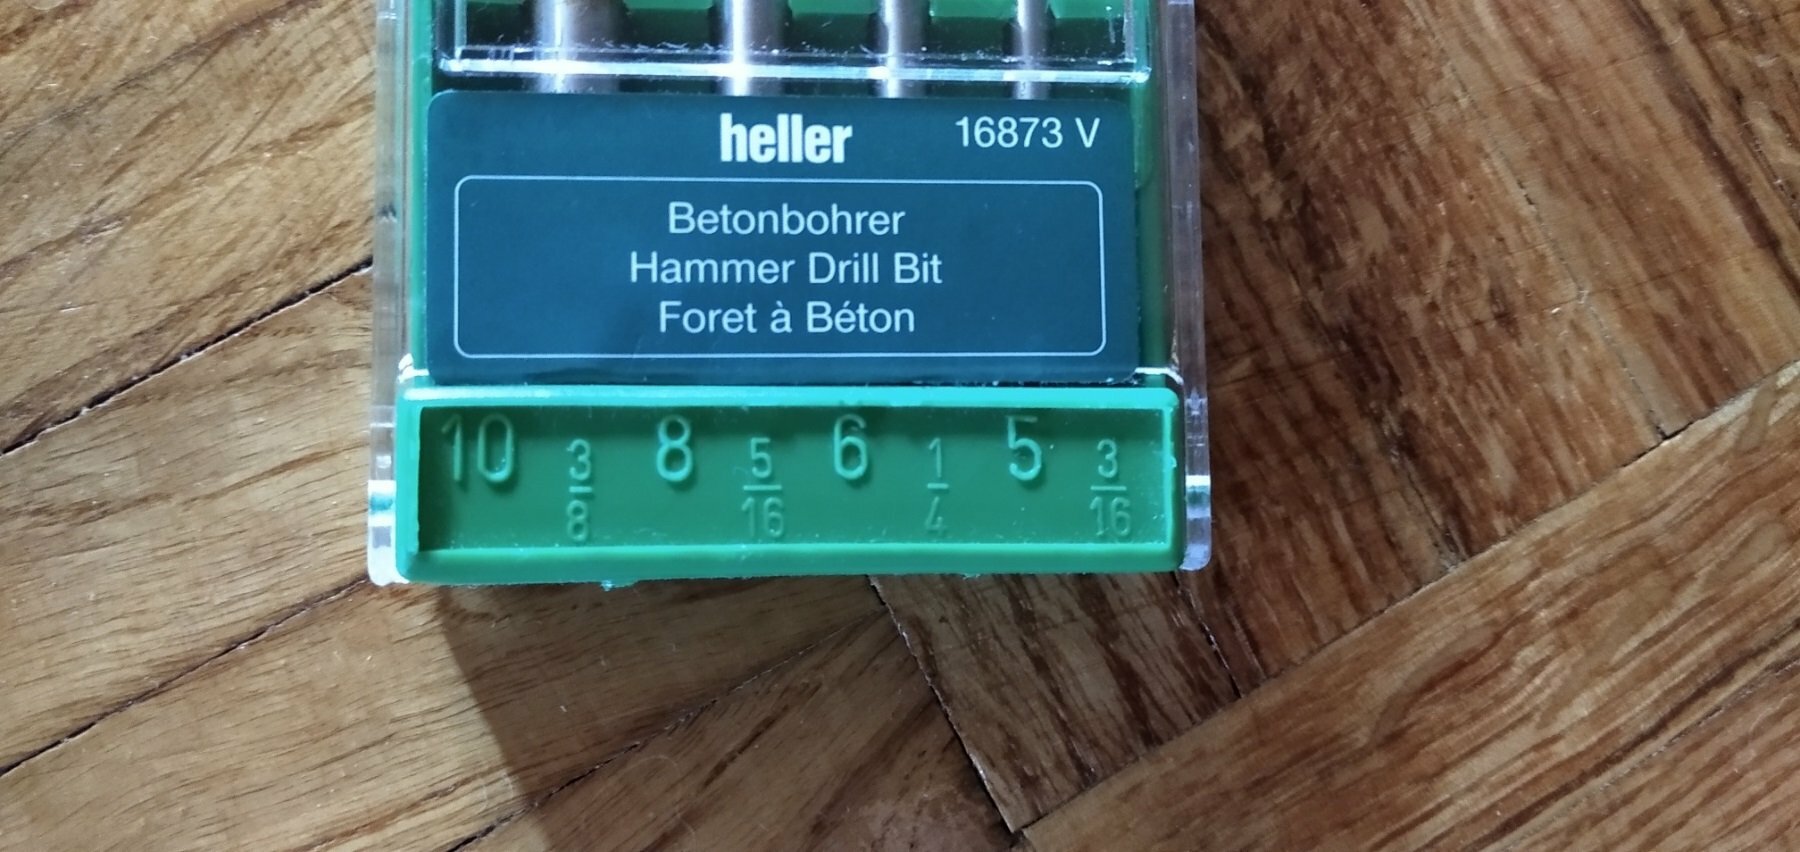 heller 16873 V
Betonbohrer
Hammer Drill Bit
Foret à Béton
10 3/8 8 5/16 6 1/4 5 3/16